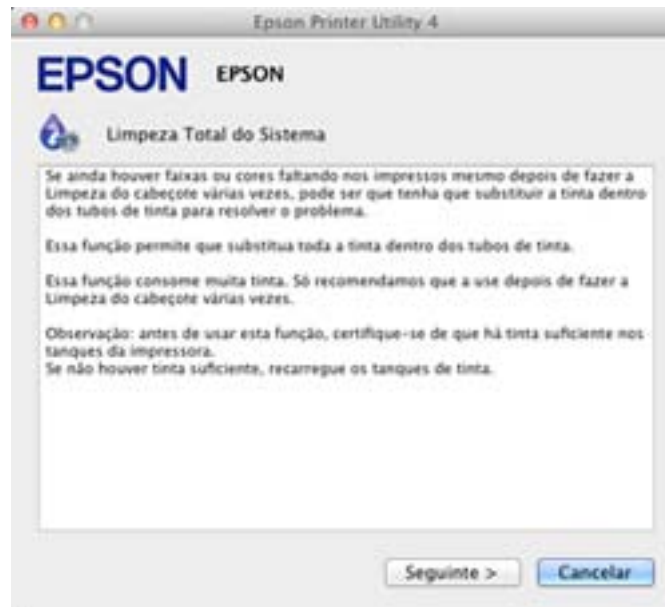 Epson Printer Utility 4
EPSON EPSON
Limpeza Total do Sistema
Se ainda houver faixas ou cores faltando nos impressos mesmo depois de fazer a
Limpeza do cabeçote várias vezes, pode ser que tenha que substituir a tinta dentro
dos tubos de tinta para resolver o problema.
Essa função permite que substitua toda a tinta dentro dos tubos de tinta.
Essa função consome muita tinta. Só recomendamos que a use depois de fazer a
Limpeza do cabeçote várias vezes.
Observação: antes de usar esta função, certifique-se de que há tinta suficiente nos
tanques da impressora.
Se não houver tinta suficiente, recarregue os tanques de tinta.
Seguinte > Cancelar